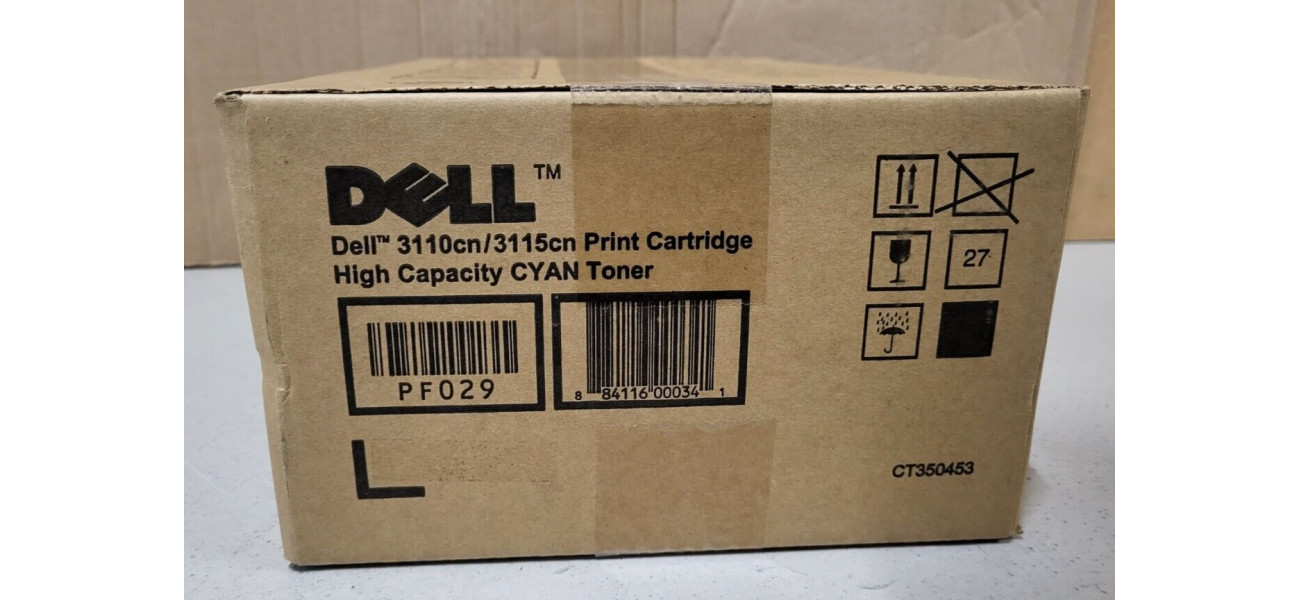 DELL™
Dell™ 3110cn/3115cn Print Cartridge
High Capacity CYAN Toner
PF029
8 84116 00034 1
27
CT350453